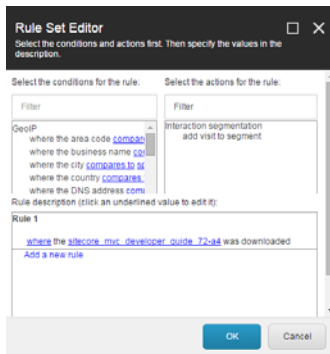 Rule Set Editor
Select the conditions and actions first. Then specify the values in the
description.
Select the conditions for the rule:
Select the actions for the rule:
Filter
Filter
GeoIP
where the area code compar
where the business name co
where the city compares to sp
where the country compares
where the DNS address com
Interaction segmentation
add visit to segment
Rule description (click an underlined value to edit it):
Rule 1
where the sitecore_mvc_developer_guide_72-a4 was downloaded
Add a new rule
OK
Cancel